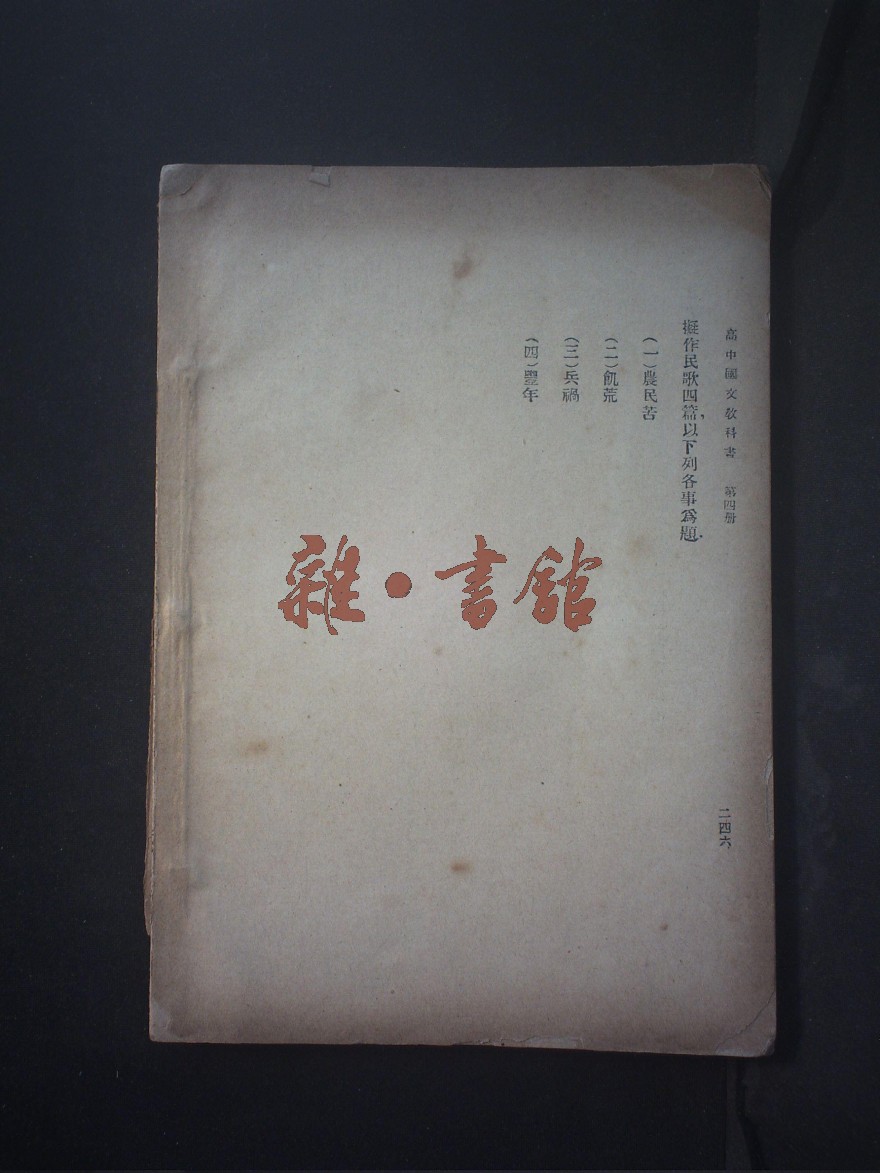 高中國文教科書 第四册
擬作民歌四篇,以下列各事爲題.
(一)農民苦
(二)飢荒
(三)兵禍
(四)豐年
二四六
雜•書館